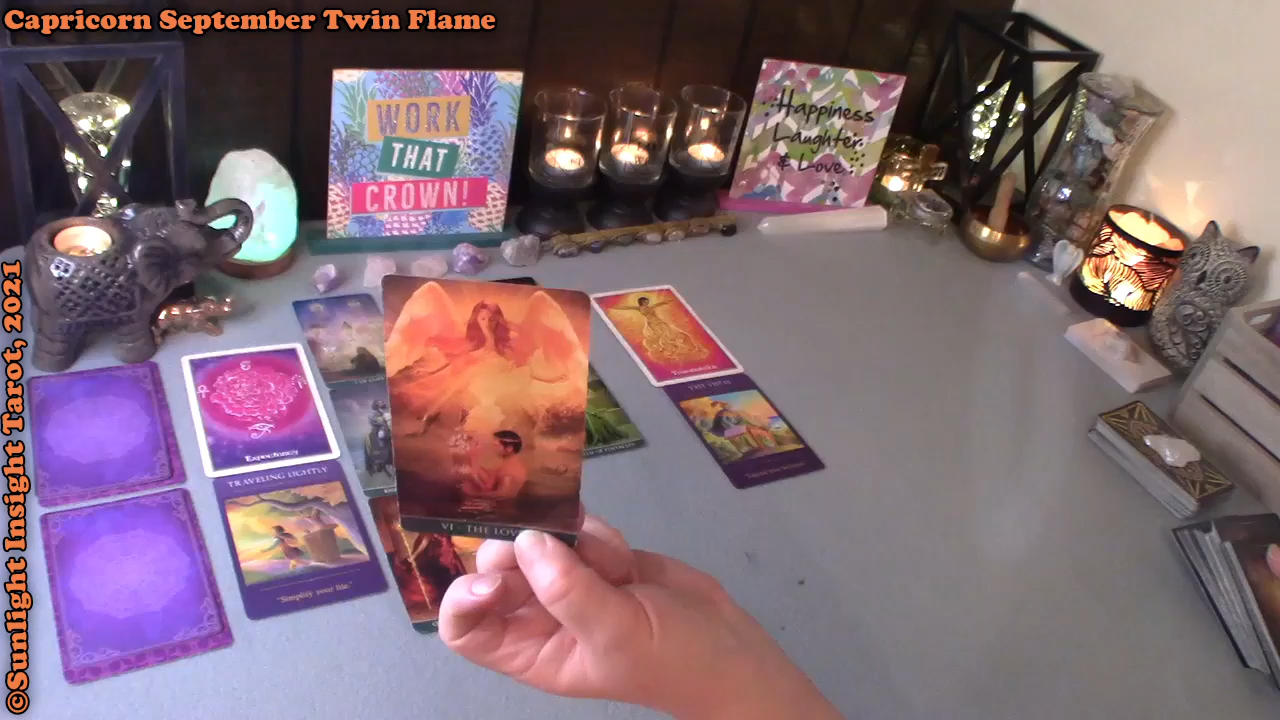 Capricorn September Twin Flame
©Sunlight Insight Tarot, 2021
WORK
THAT
CROWN!
Happiness
Laughter
& Love
Expectancy
TRAVELING LIGHTLY
"Simplify your life."
VI - THE LOV